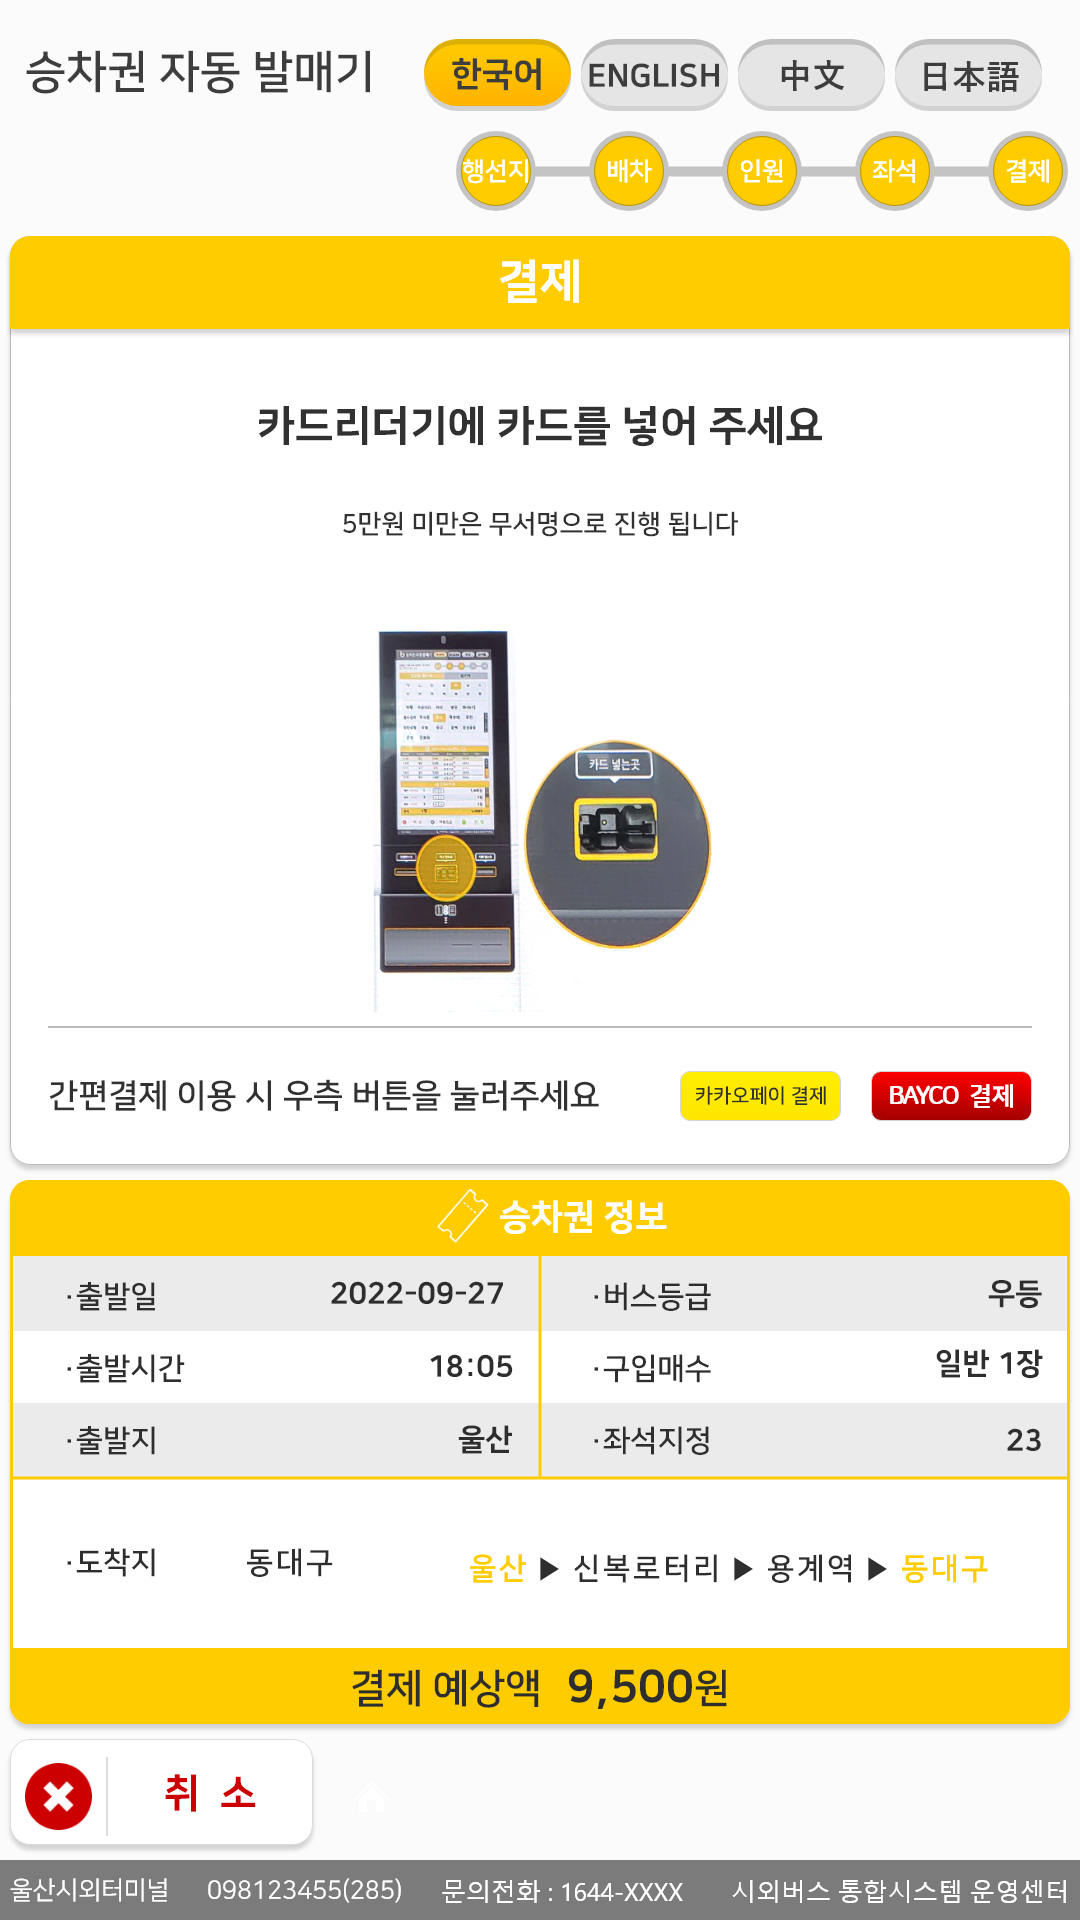 승차권 자동 발매기 한국어 ENGLISH 中文 日本語
행선지 배차 인원 좌석 결제
결제
카드리더기에 카드를 넣어 주세요
5만원 미만은 무서명으로 진행 됩니다
카드 넣는곳
간편결제 이용 시 우측 버튼을 눌러주세요 카카오페이 결제 BAYCO 결제
승차권 정보
·출발일 2022-09-27 ·버스등급 우등
·출발시간 18:05 ·구입매수 일반 1장
·출발지 울산 ·좌석지정 23
·도착지 동대구 울산 ▶ 신복로터리 ▶ 용계역 ▶ 동대구
결제 예상액 9,500원
취 소
울산시외터미널 098123455(285) 문의전화 : 1644-XXXX 시외버스 통합시스템 운영센터